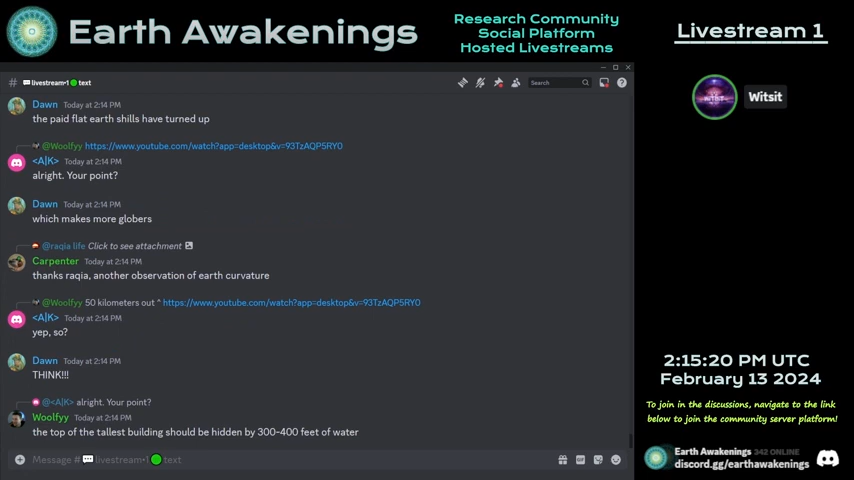 Earth Awakenings
Research Community
Social Platform
Hosted Livestreams
Livestream 1
# 💬livestream•1🟢text
Search
Witsit
Dawn Today at 2:14 PM
the paid flat earth shills have turned up
@Woolfyy https://www.youtube.com/watch?app=desktop&v=93TzAQP5RY0
<A|K> Today at 2:14 PM
alright. Your point?
Dawn Today at 2:14 PM
which makes more globers
@raqia life Click to see attachment
Carpenter Today at 2:14 PM
thanks raqia, another observation of earth curvature
@Woolfyy 50 kilometers out ^ https://www.youtube.com/watch?app=desktop&v=93TzAQP5RY0
<A|K> Today at 2:14 PM
yep, so?
Dawn Today at 2:14 PM
THINK!!!
@<A|K> alright. Your point?
Woolfyy Today at 2:14 PM
the top of the tallest building should be hidden by 300-400 feet of water
Message # 💬livestream•1🟢text
GIF
2:15:20 PM UTC
February 13 2024
To join in the discussions, navigate to the link
below to join the community server platform!
Earth Awakenings 342 ONLINE
discord.gg/earthawakenings